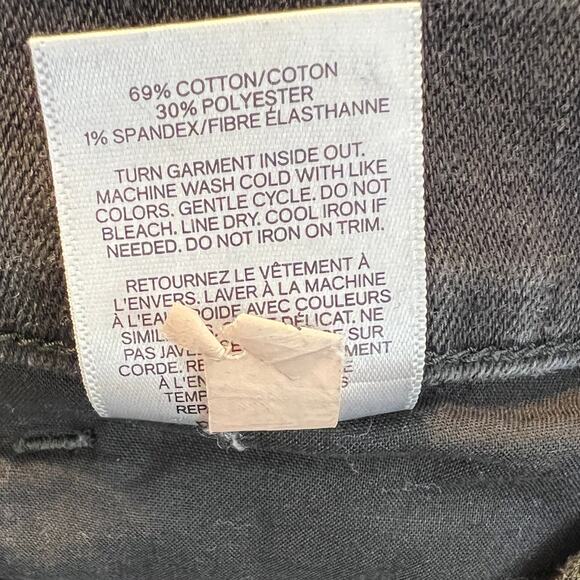 69% COTTON/COTON
30% POLYESTER
1% SPANDEX/FIBRE ÉLASTHANNE
TURN GARMENT INSIDE OUT.
MACHINE WASH COLD WITH LIKE
COLORS. GENTLE CYCLE. DO NOT
BLEACH. LINE DRY. COOL IRON IF
NEEDED. DO NOT IRON ON TRIM.
RETOURNEZ LE VÊTEMENT À
L'ENVERS. LAVER À LA MACHINE
À L'EAU AVEC COULEURS
NE
PAS SUR
CORDE.
À